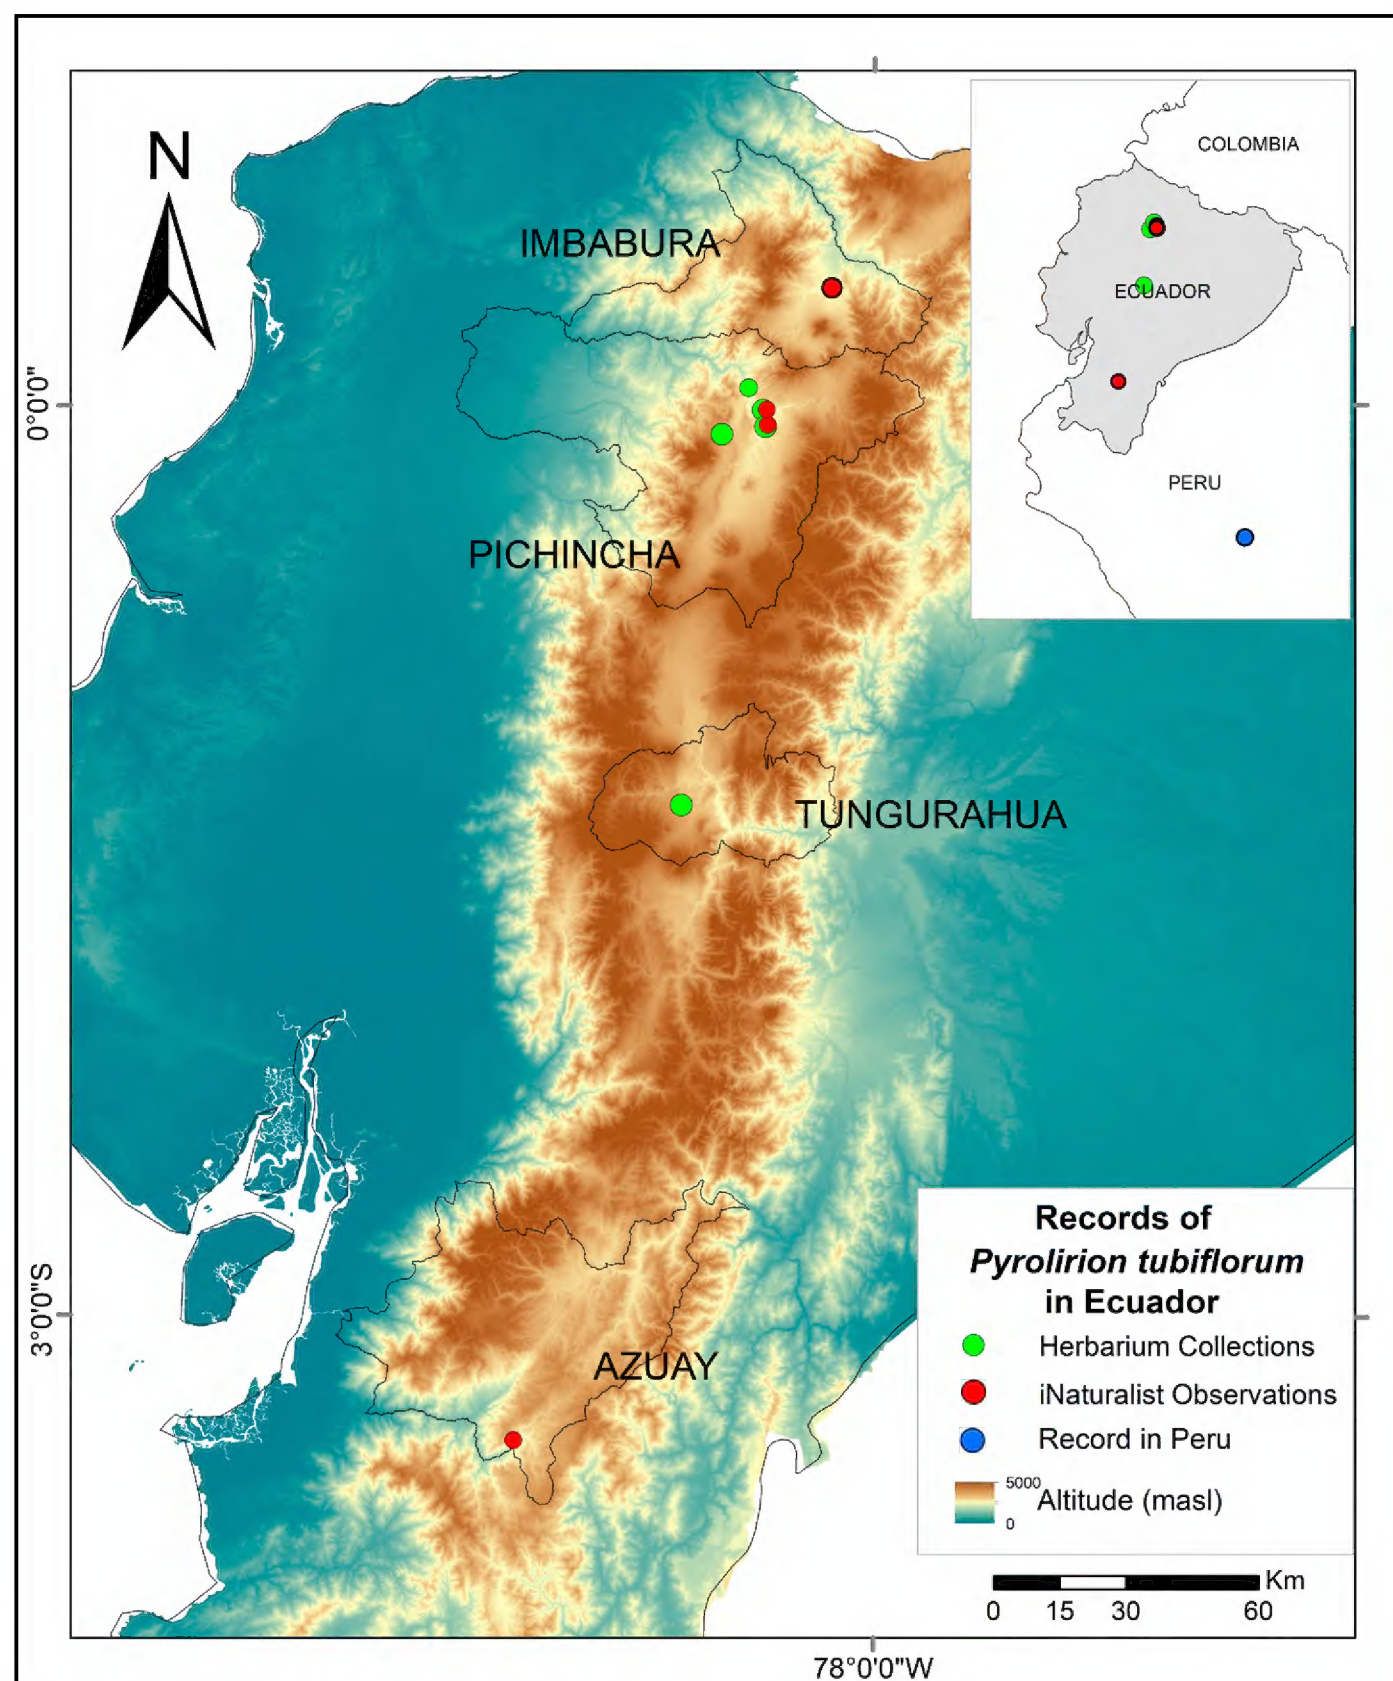 N
COLOMBIA
IMBABURA
ECUADOR
0°0'0"
PERU
PICHINCHA
TUNGURAHUA
3°0'0"S
AZUAY
Records of
Pyrolirion tubiflorum
in Ecuador
Herbarium Collections
iNaturalist Observations
Record in Peru
5000
Altitude (masl)
0
Km
0 15 30 60
78°0'0"W